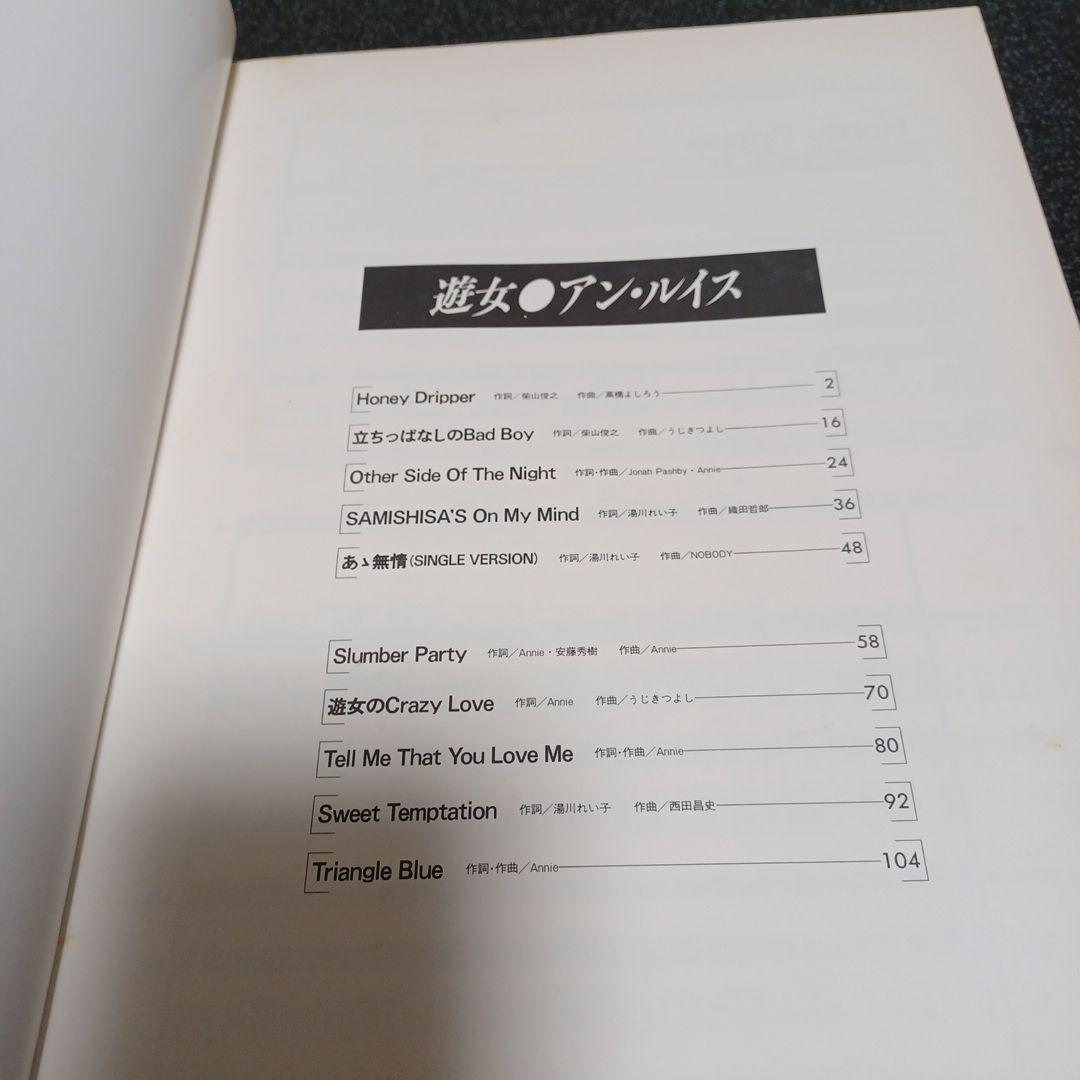 遊女●アン・ルイス
Honey Dripper 作詞／柴山俊之 作曲／高橋よしろう 2
立ちっぱなしのBad Boy 作詞／柴山俊之 作曲／うじきつよし 16
Other Side Of The Night 作詞・作曲／Jonah Pashby・Annie 24
SAMISHISA'S On My Mind 作詞／湯川れい子 作曲／織田哲郎 36
あゝ無情(SINGLE VERSION) 作詞／湯川れい子 作曲／NOBODY 48
Slumber Party 作詞／Annie・安藤秀樹 作曲／Annie 58
遊女のCrazy Love 作詞／Annie 作曲／うじきつよし 70
Tell Me That You Love Me 作詞・作曲／Annie 80
Sweet Temptation 作詞／湯川れい子 作曲／西田昌史 92
Triangle Blue 作詞・作曲／Annie 104